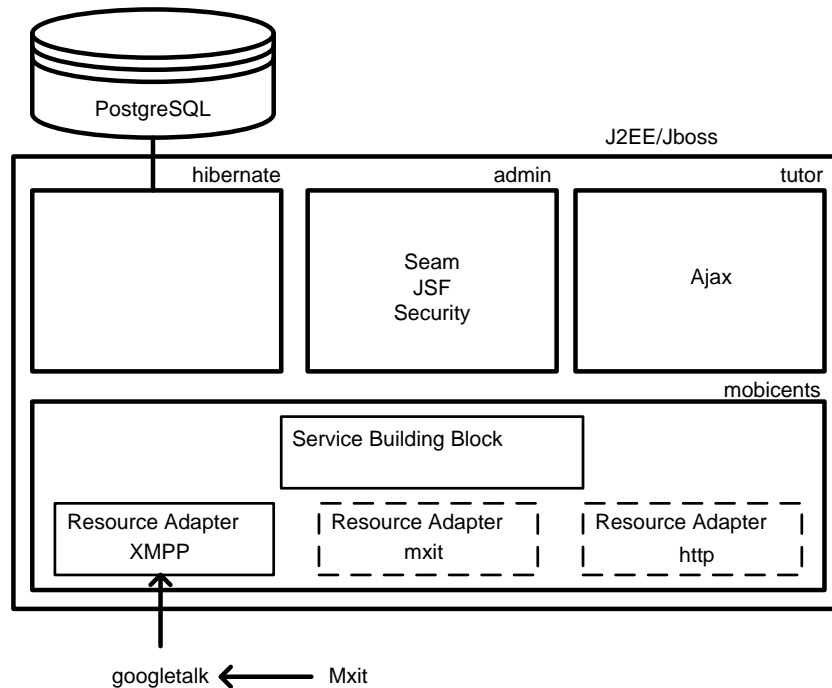 PostgreSQL
J2EE/Jboss
hibernate
admin
tutor
Seam
JSF
Security
Ajax
mobicents
Service Building Block
Resource Adapter
XMPP
Resource Adapter
mxit
Resource Adapter
http
googletalk
Mxit